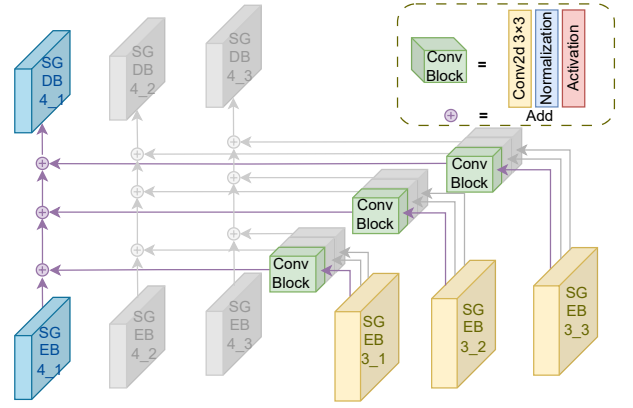 SG
DB
4_1
SG
DB
4_2
SG
DB
4_3
Conv
Block
=
Conv2d 3×3
Normalization
Activation
=
Add
Conv
Block
Conv
Block
Conv
Block
SG
EB
4_1
SG
EB
4_2
SG
EB
4_3
SG
EB
3_1
SG
EB
3_2
SG
EB
3_3